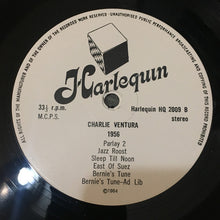 ALL RIGHTS OF THE MANUFACTURER AND OF THE OWNER OF THE RECORDED WORK RESERVED · UNAUTHORISED PUBLIC PERFORMANCE BROADCASTING AND COPYING OF THIS RECORD PROHIBITED
Harlequin
33⅓ r.p.m.
Harlequin HQ 2009 B
M.C.P.S.
stereo
CHARLIE VENTURA
1956
Parlay 2
Jazz Roost
Sleep Till Noon
East Of Suez
Bernie's Tune
Bernie's Tune-Ad Lib
℗1984